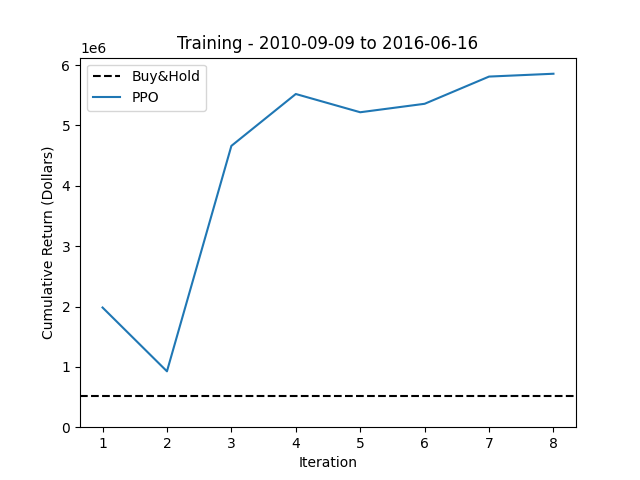 Training - 2010-09-09 to 2016-06-16
1e6
Buy&Hold
PPO
6
5
4
3
2
1
0
Cumulative Return (Dollars)
1 2 3 4 5 6 7 8
Iteration